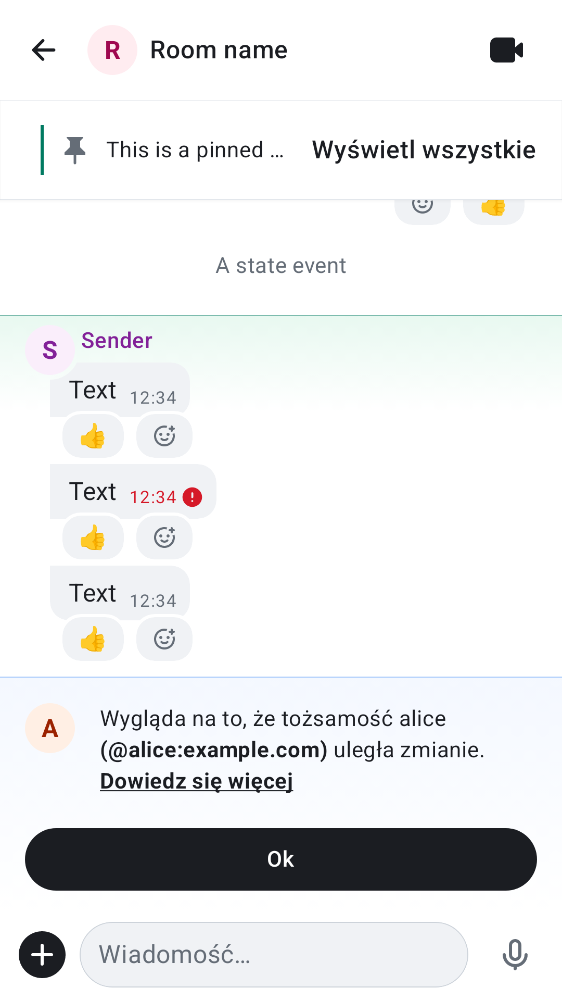 R Room name
This is a pinned … Wyświetl wszystkie
A state event
S Sender
Text 12:34
Text 12:34
Text 12:34
A Wygląda na to, że tożsamość alice
(@alice:example.com) uległa zmianie.
Dowiedz się więcej
Ok
Wiadomość…